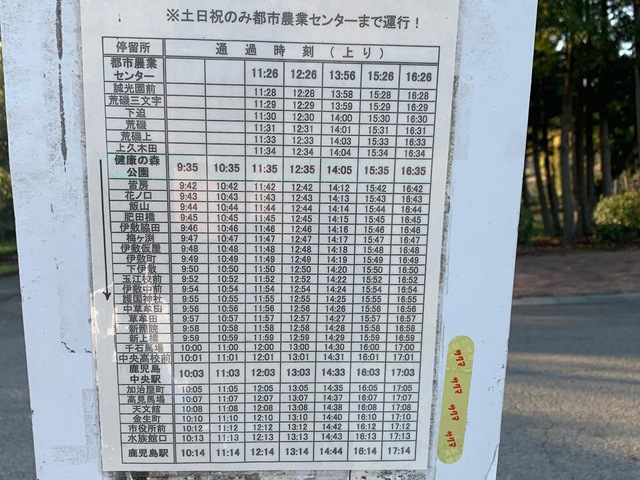 ※土日祝のみ都市農業センターまで運行！
停留所 通過時刻（上り）
都市農業センター 11:26 12:26 13:56 15:26 16:26
誠光園前 11:28 12:28 13:58 15:28 16:28
荒磯三文字 11:29 12:29 13:59 15:29 16:29
下迫 11:30 12:30 14:00 15:30 16:30
荒磯 11:31 12:31 14:01 15:31 16:31
荒磯上 11:33 12:33 14:03 15:33 16:33
上久木田 11:34 12:34 14:04 15:34 16:34
健康の森公園 9:35 10:35 11:35 12:35 14:05 15:35 16:35
皆房 9:42 10:42 11:42 12:42 14:12 15:42 16:42
花ノ口 9:43 10:43 11:43 12:43 14:13 15:43 16:43
飯山 9:44 10:44 11:44 12:44 14:14 15:44 16:44
肥田橋 9:45 10:45 11:45 12:45 14:15 15:45 16:45
伊敷脇田 9:46 10:46 11:46 12:46 14:16 15:46 16:46
梅ヶ渕 9:47 10:47 11:47 12:47 14:17 15:47 16:47
伊敷仮屋 9:48 10:48 11:48 12:48 14:18 15:48 16:48
伊敷町 9:49 10:49 11:49 12:49 14:19 15:49 16:49
下伊敷 9:50 10:50 11:50 12:50 14:20 15:50 16:50
玉江校前 9:52 10:52 11:52 12:52 14:22 15:52 16:52
伊敷中前 9:54 10:54 11:54 12:54 14:24 15:54 16:54
護国神社 9:55 10:55 11:55 12:55 14:25 15:55 16:55
中草牟田 9:56 10:56 11:56 12:56 14:26 15:56 16:56
草牟田 9:57 10:57 11:57 12:57 14:27 15:57 16:57
新照院 9:58 10:58 11:58 12:58 14:28 15:58 16:58
新上橋 9:59 10:59 11:59 12:59 14:29 15:59 16:59
千石馬場 10:00 11:00 12:00 13:00 14:30 16:00 17:00
中央高校前 10:01 11:01 12:01 13:01 14:31 16:01 17:01
鹿児島中央駅 10:03 11:03 12:03 13:03 14:33 16:03 17:03
加治屋町 10:05 11:05 12:05 13:05 14:35 16:05 17:05
高見馬場 10:07 11:07 12:07 13:07 14:37 16:07 17:07
天文館 10:08 11:08 12:08 13:08 14:38 16:08 17:08
金生町 10:10 11:10 12:10 13:10 14:40 16:10 17:10
市役所前 10:12 11:12 12:12 13:12 14:42 16:12 17:12
水族館口 10:13 11:13 12:13 13:13 14:43 16:13 17:13
鹿児島駅 10:14 11:14 12:14 13:14 14:44 16:14 17:14
サクマ
サクマ
サクマ
サクマ